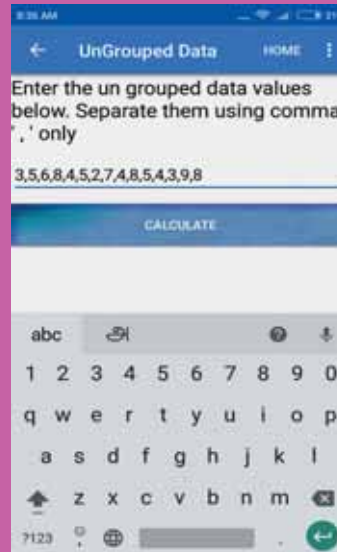 8:36 AM
UnGrouped Data HOME
Enter the un grouped data values
below. Separate them using comma
' , ' only
3,5,6,8,4,5,2,7,4,8,5,4,3,9,8
CALCULATE
abc அ
1 2 3 4 5 6 7 8 9 0
q w e r t y u i o p
a s d f g h j k l
z x c v b n m
?123 , .